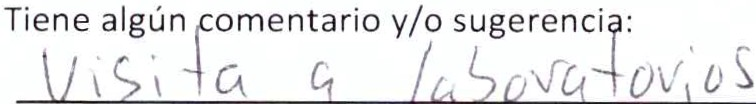 Tiene algún comentario y/o sugerencia:
Visita a laboratorios